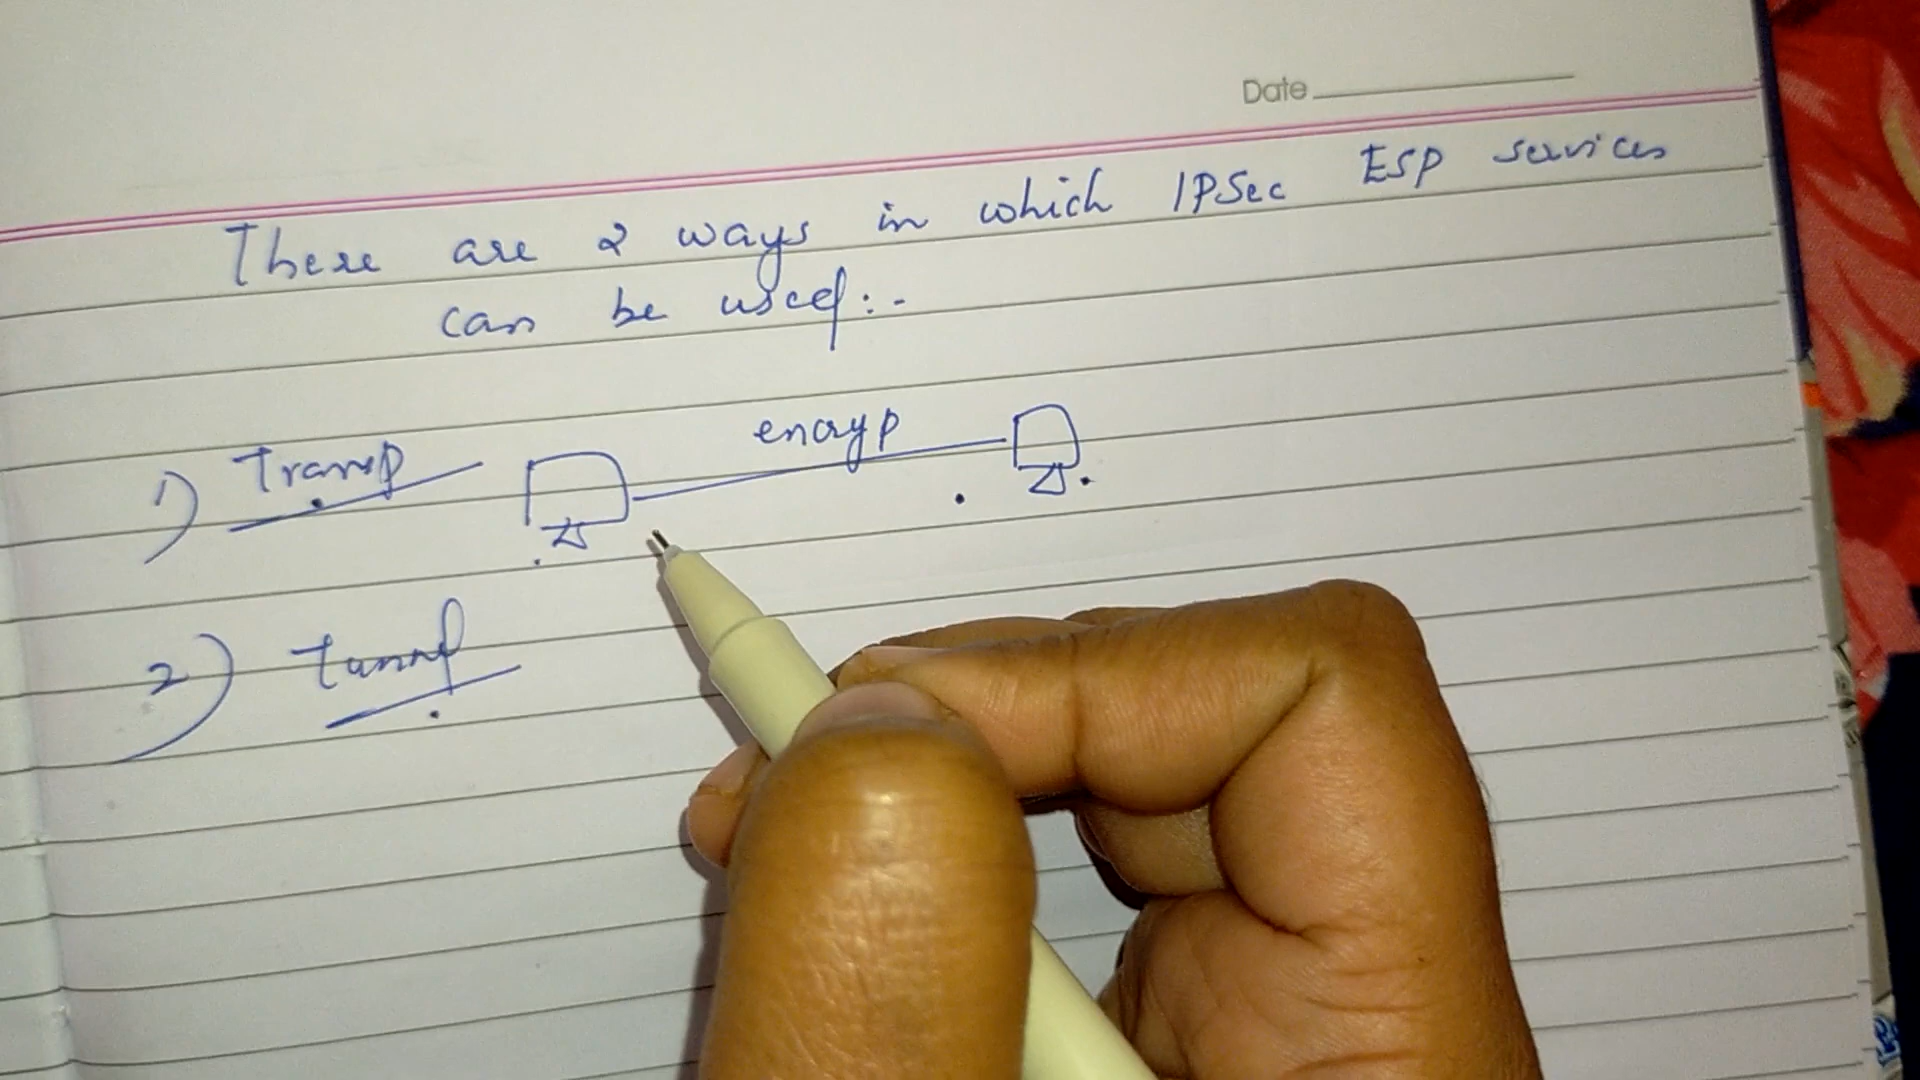 Date
There are 2 ways in which IPSec ESP services
can be used:-
encryp
1) Transp
2) Tunnel